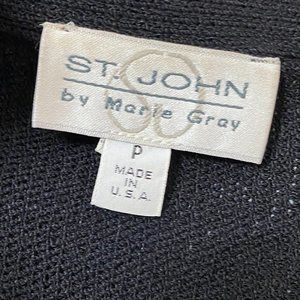 ST. JOHN
by Marie Gray
P
MADE
IN
U.S.A.